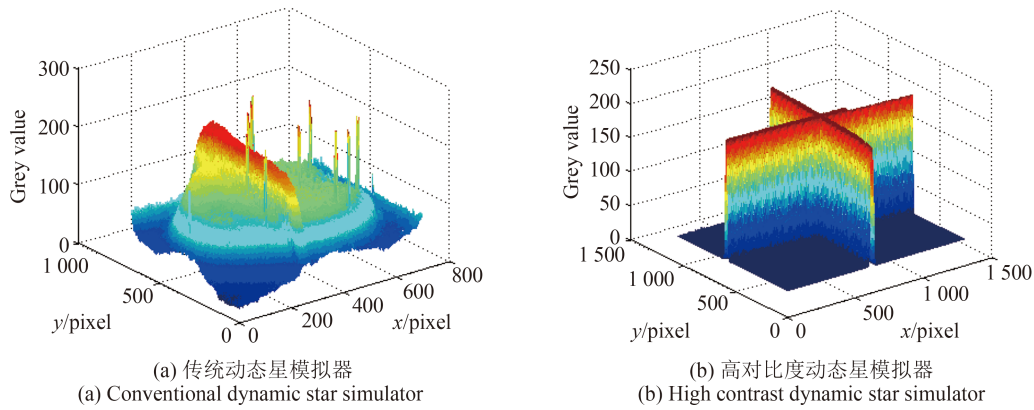 300
200
100
0
Grey value
1 000
500
0
y/pixel
0
200
400
600
800
x/pixel
(a) 传统动态星模拟器
(a) Conventional dynamic star simulator
250
200
150
100
50
0
Grey value
1 500
1 000
500
0
y/pixel
0
500
1 000
1 500
x/pixel
(b) 高对比度动态星模拟器
(b) High contrast dynamic star simulator